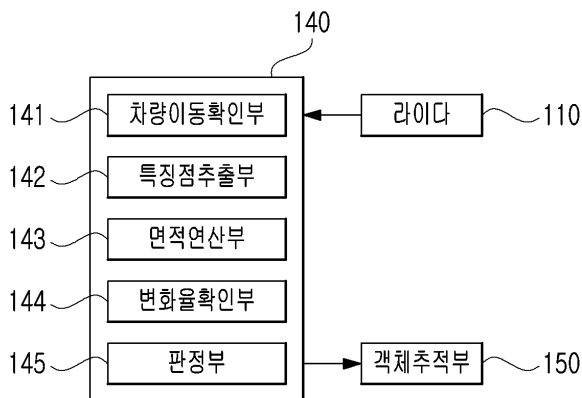 140
141 차량이동확인부 라이다 110
142 특징점추출부
143 면적연산부
144 변화율확인부
145 판정부 객체추적부 150